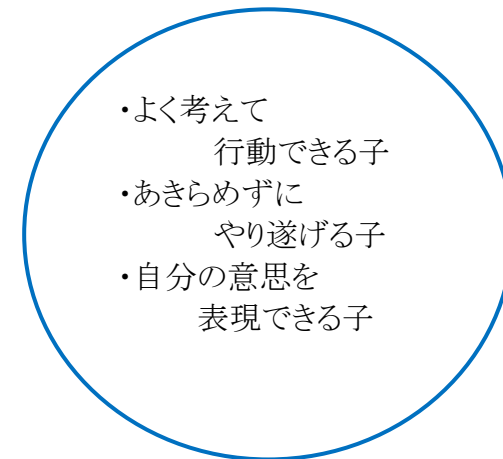 ・よく考えて
行動できる子
・あきらめずに
やり遂げる子
・自分の意思を
表現できる子